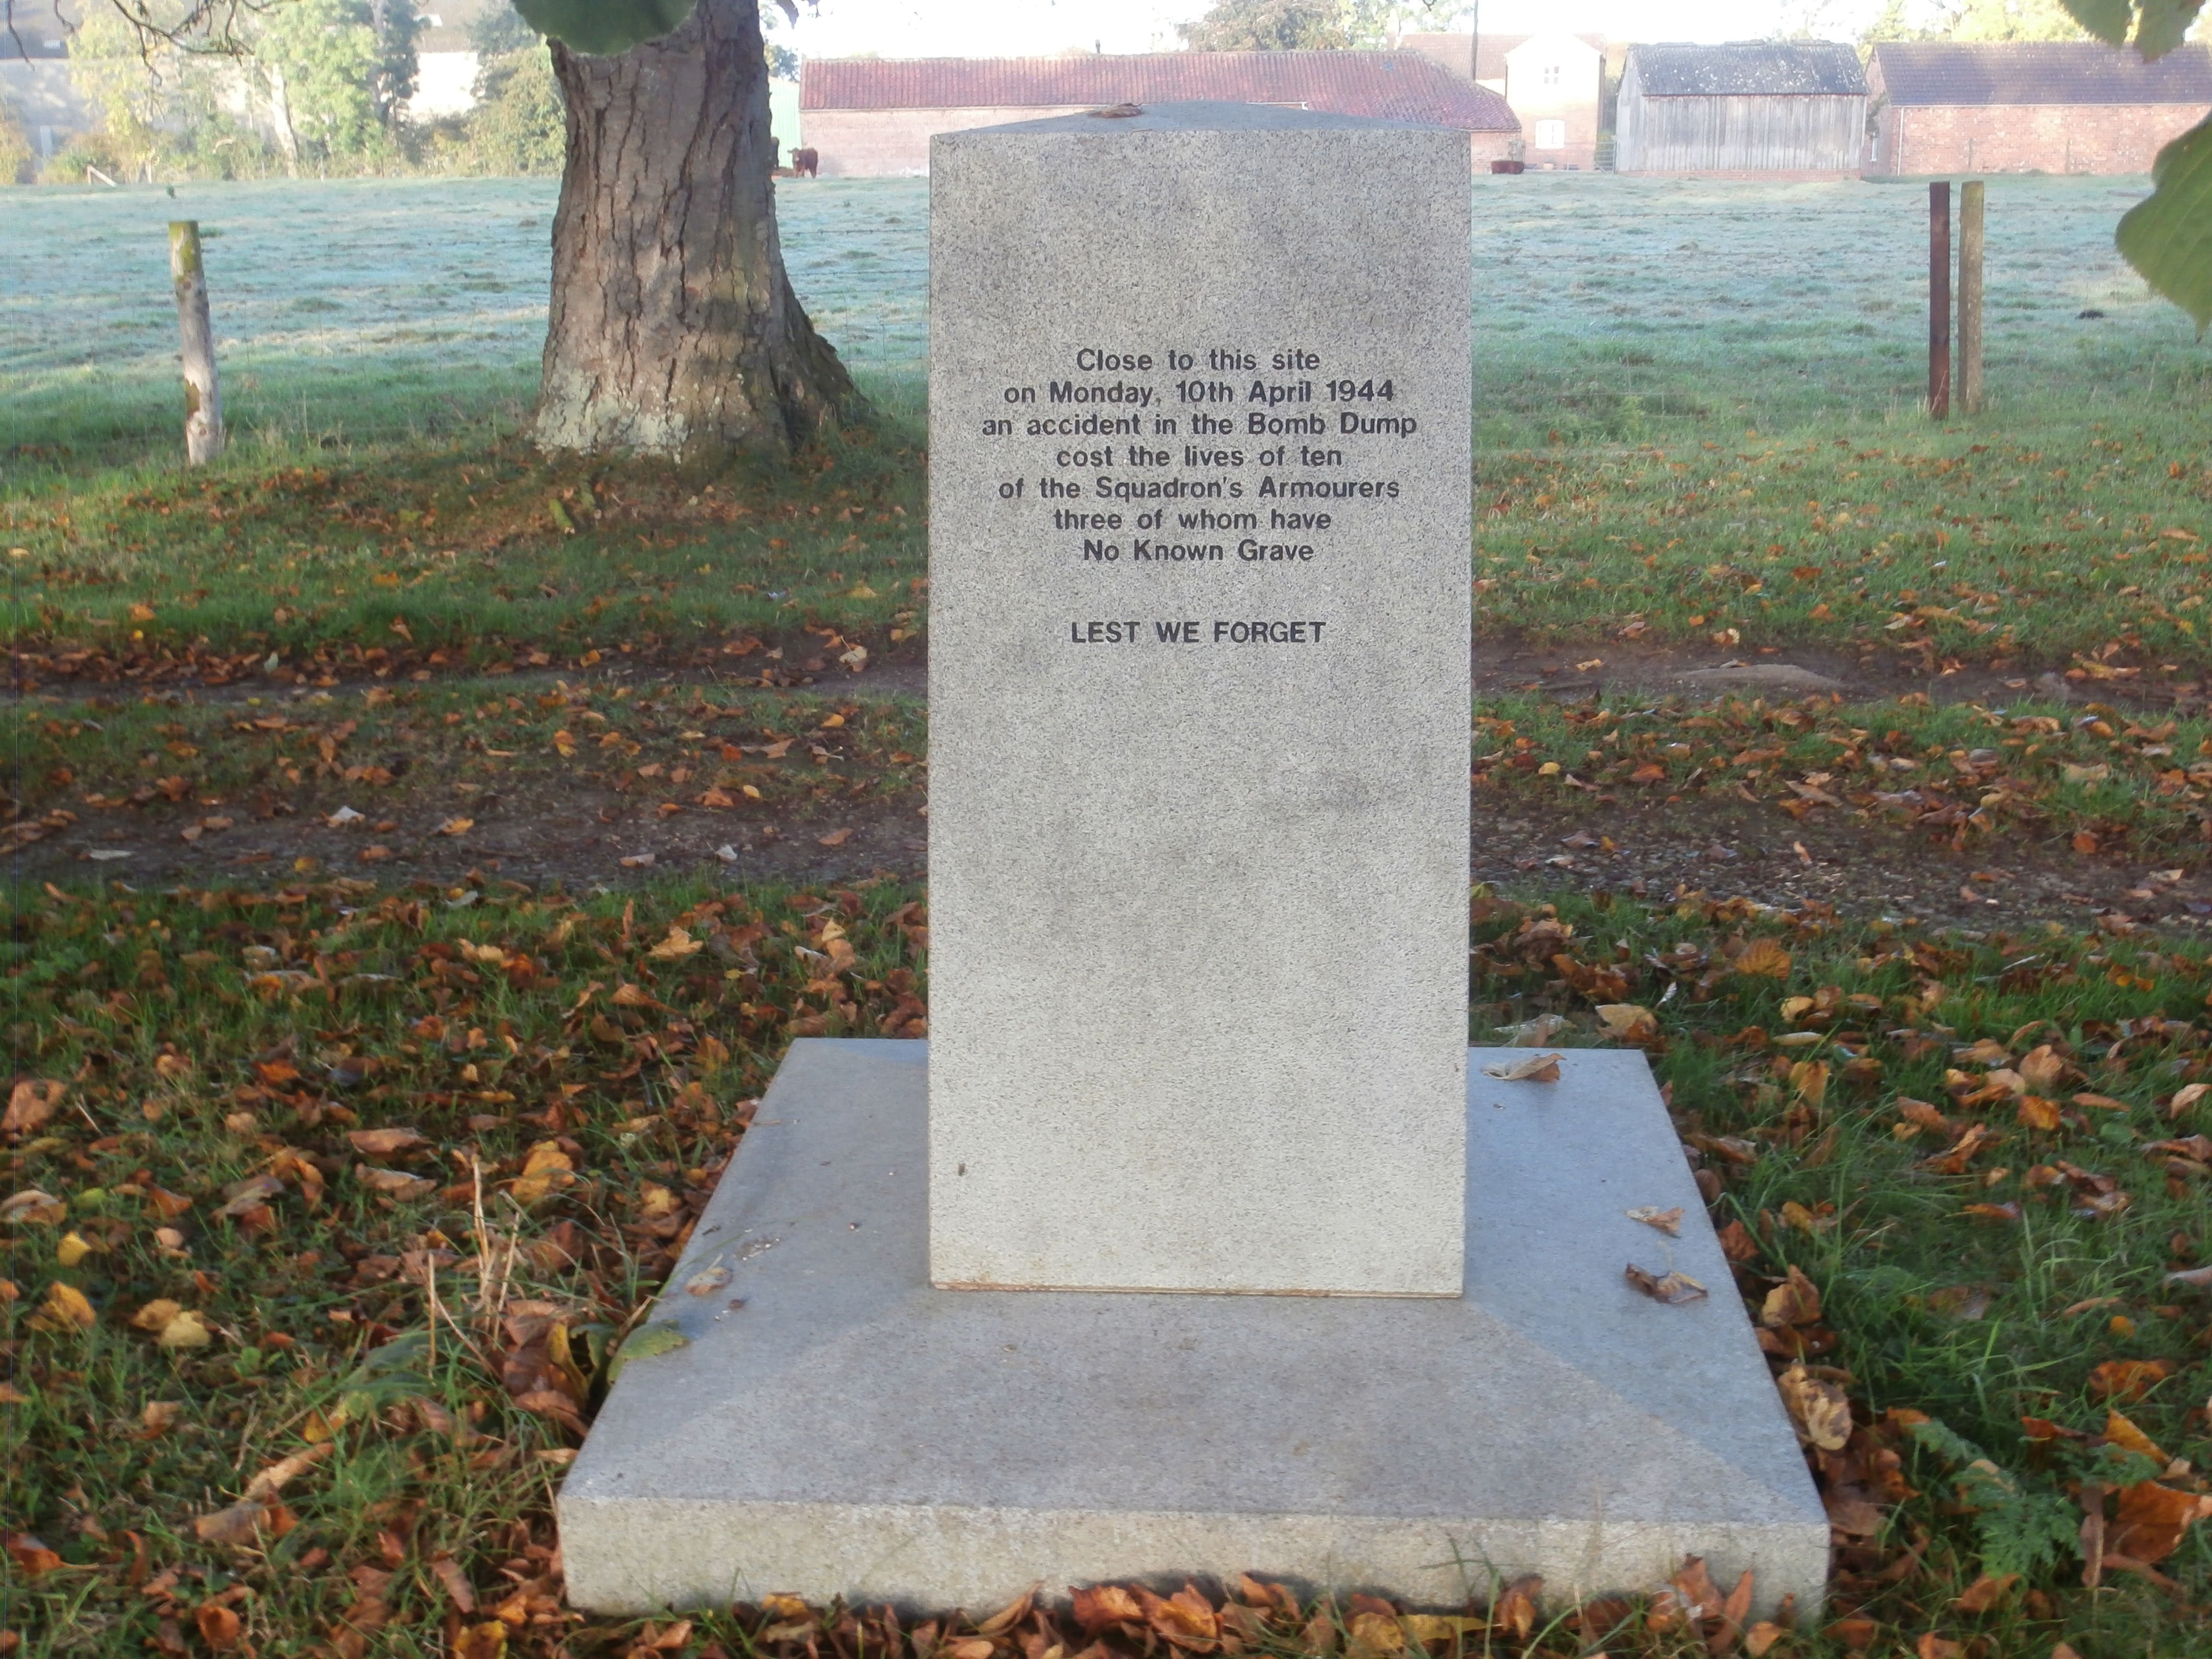 Close to this site
on Monday, 10th April 1944
an accident in the Bomb Dump
cost the lives of ten
of the Squadron's Armourers
three of whom have
No Known Grave
LEST WE FORGET